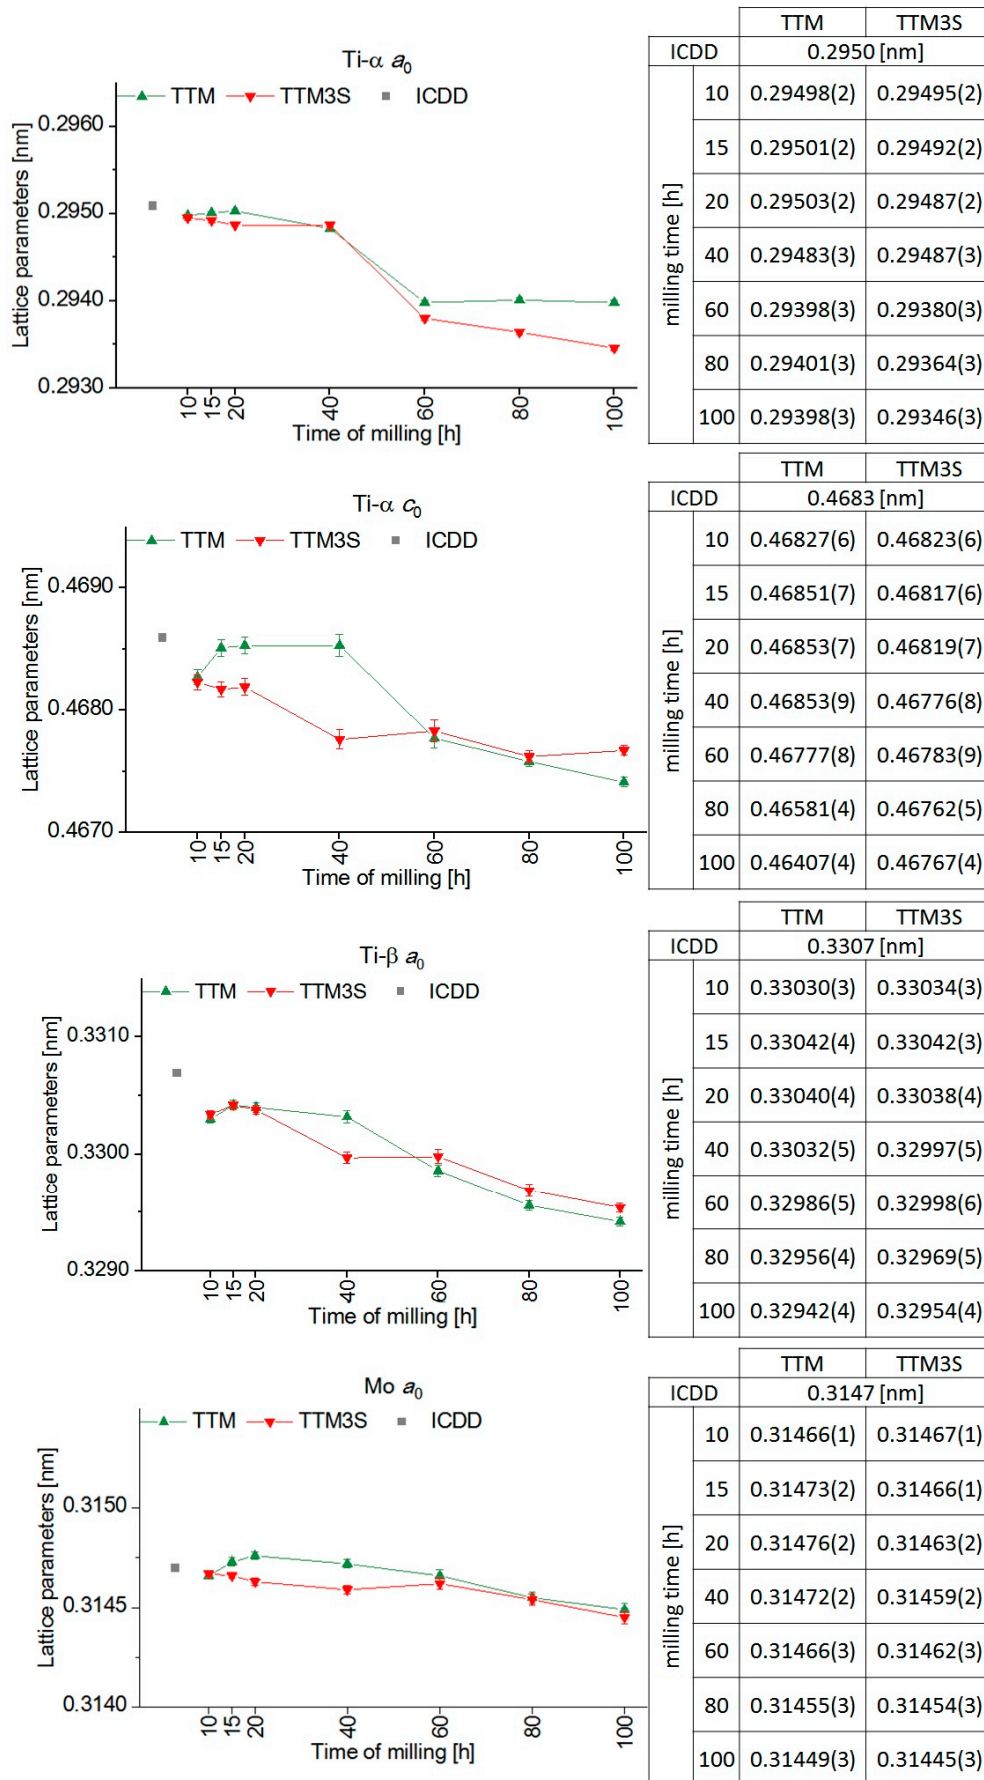 Ti-α a0
TTM TTM3S ICDD
Lattice parameters [nm]
0.2960
0.2950
0.2940
0.2930
10 15 20 40 60 80 100
Time of milling [h]
TTM TTM3S
ICDD 0.2950 [nm]
milling time [h]
10 0.29498(2) 0.29495(2)
15 0.29501(2) 0.29492(2)
20 0.29503(2) 0.29487(2)
40 0.29483(3) 0.29487(3)
60 0.29398(3) 0.29380(3)
80 0.29401(3) 0.29364(3)
100 0.29398(3) 0.29346(3)
Ti-α c0
TTM TTM3S ICDD
Lattice parameters [nm]
0.4690
0.4680
0.4670
10 15 20 40 60 80 100
Time of milling [h]
TTM TTM3S
ICDD 0.4683 [nm]
milling time [h]
10 0.46827(6) 0.46823(6)
15 0.46851(7) 0.46817(6)
20 0.46853(7) 0.46819(7)
40 0.46853(9) 0.46776(8)
60 0.46777(8) 0.46783(9)
80 0.46581(4) 0.46762(5)
100 0.46407(4) 0.46767(4)
Ti-β a0
TTM TTM3S ICDD
Lattice parameters [nm]
0.3310
0.3300
0.3290
10 15 20 40 60 80 100
Time of milling [h]
TTM TTM3S
ICDD 0.3307 [nm]
milling time [h]
10 0.33030(3) 0.33034(3)
15 0.33042(4) 0.33042(3)
20 0.33040(4) 0.33038(4)
40 0.33032(5) 0.32997(5)
60 0.32986(5) 0.32998(6)
80 0.32956(4) 0.32969(5)
100 0.32942(4) 0.32954(4)
Mo a0
TTM TTM3S ICDD
Lattice parameters [nm]
0.3150
0.3145
0.3140
10 15 20 40 60 80 100
Time of milling [h]
TTM TTM3S
ICDD 0.3147 [nm]
milling time [h]
10 0.31466(1) 0.31467(1)
15 0.31473(2) 0.31466(1)
20 0.31476(2) 0.31463(2)
40 0.31472(2) 0.31459(2)
60 0.31466(3) 0.31462(3)
80 0.31455(3) 0.31454(3)
100 0.31449(3) 0.31445(3)